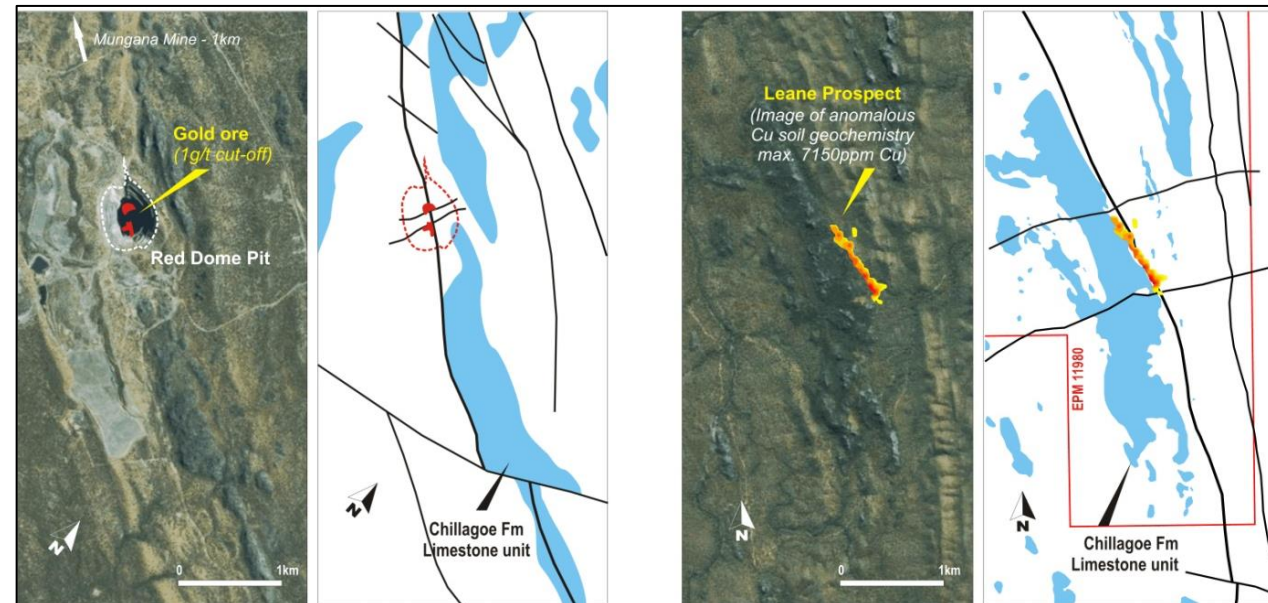 Mungana Mine - 1km
Gold ore
(1g/t cut-off)
Red Dome Pit
N
0 1km
N
Chillagoe Fm
Limestone unit
Leane Prospect
(Image of anomalous
Cu soil geochemistry
max. 7150ppm Cu)
N
0 1km
EPM 11980
N
Chillagoe Fm
Limestone unit